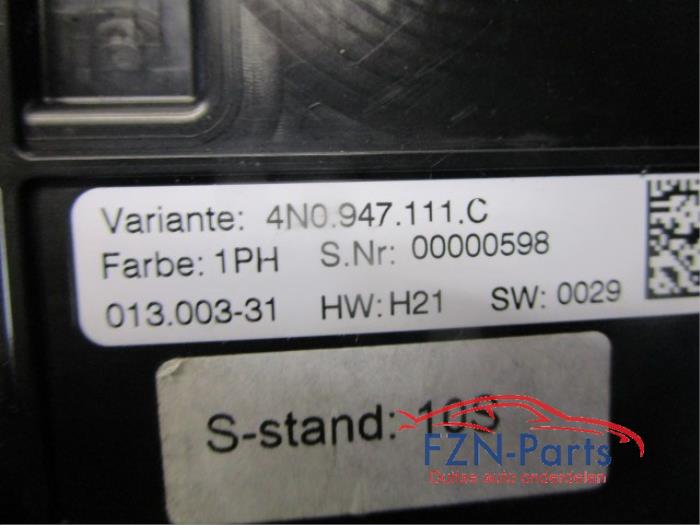 Variante: 4N0.947.111.C
Farbe: 1PH S.Nr: 00000598
013.003-31 HW: H21 SW: 0029
S-stand:
FZN-Parts
Duitse auto onderdelen